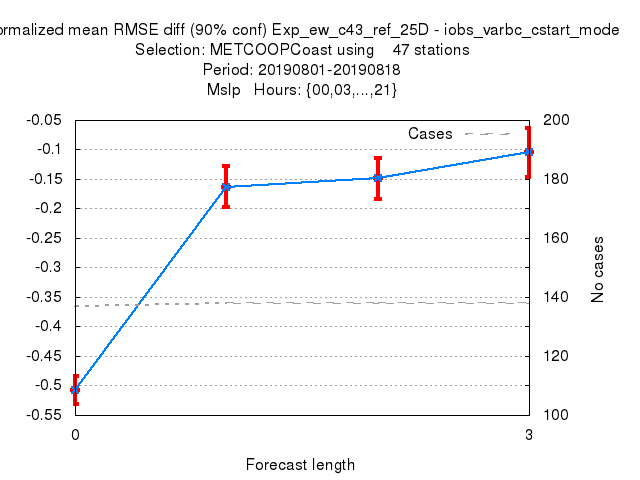 ormalized mean RMSE diff (90% conf) Exp_ew_c43_ref_25D - iobs_varbc_cstart_mode
Selection: METCOOPCoast using 47 stations
Period: 20190801-20190818
Mslp Hours: {00,03,...,21}
Cases
-0.05
-0.1
-0.15
-0.2
-0.25
-0.3
-0.35
-0.4
-0.45
-0.5
-0.55
200
180
160
140
120
100
No cases
0
3
Forecast length